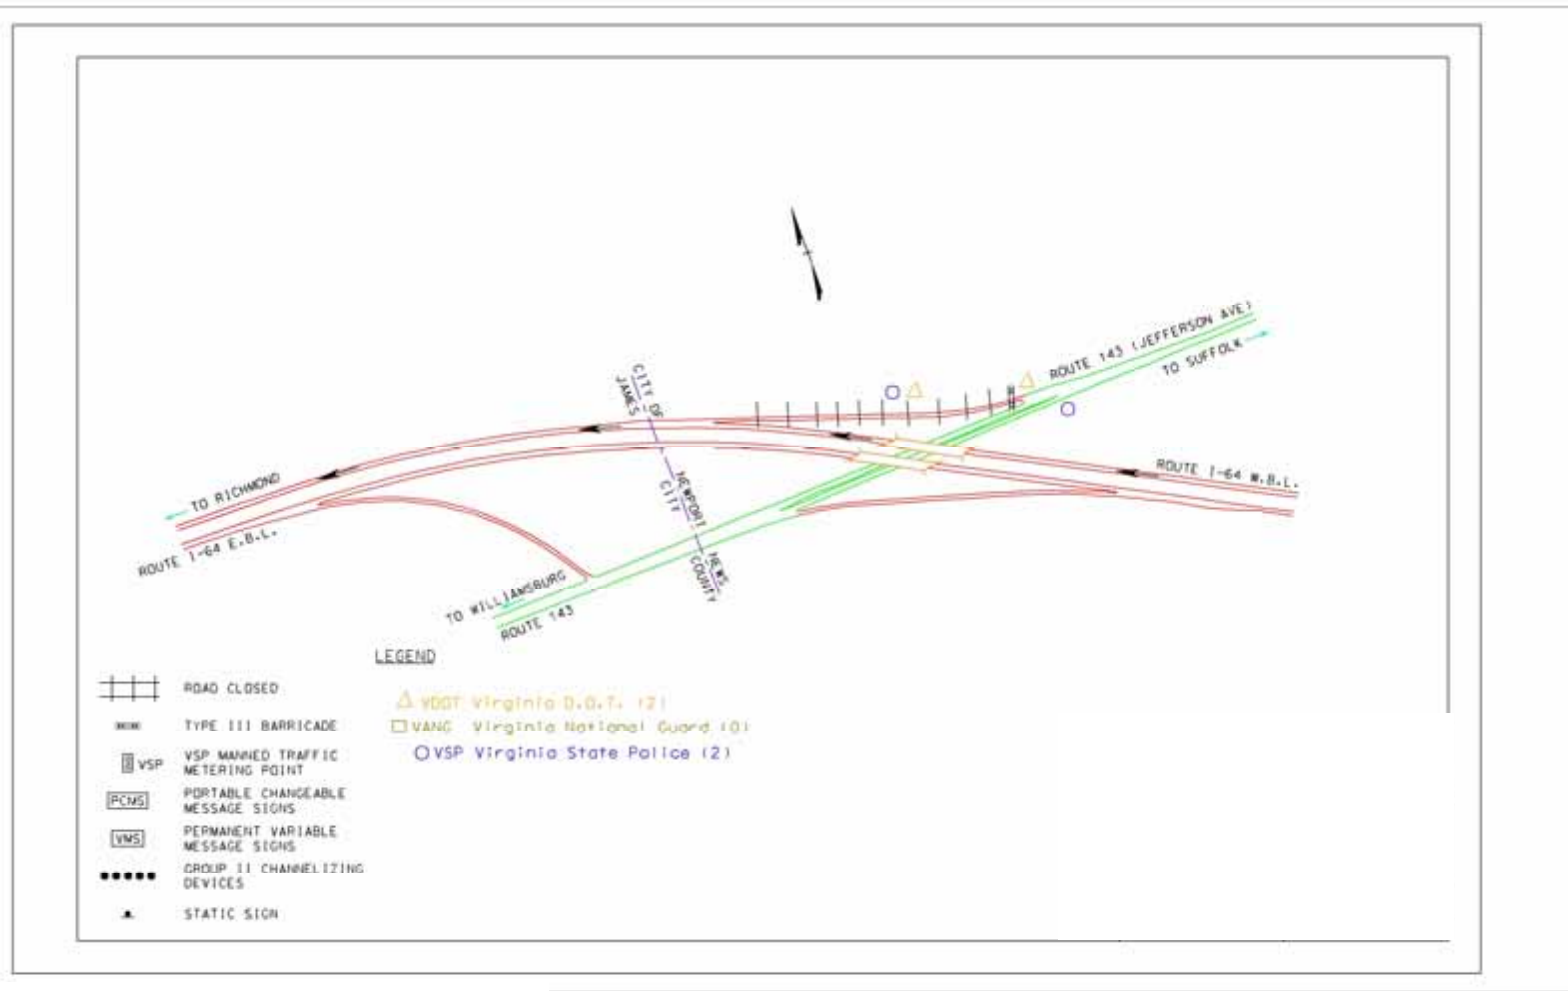 ROUTE 143 (JEFFERSON AVE)
TO SUFFOLK
CITY OF
JAMES
ROUTE I-64 W.B.L.
TO RICHMOND
ROUTE I-64 E.B.L.
NEWPORT
CITY
NEWS
COUNTY
TO WILLIAMSBURG
ROUTE 143
LEGEND
ROAD CLOSED
TYPE III BARRICADE
VSP
VSP MANNED TRAFFIC
METERING POINT
PCMS
PORTABLE CHANGEABLE
MESSAGE SIGNS
VMS
PERMANENT VARIABLE
MESSAGE SIGNS
GROUP II CHANNELIZING
DEVICES
STATIC SIGN
VDOT Virginia D.O.T. (2)
VANG Virginia National Guard (0)
VSP Virginia State Police (2)